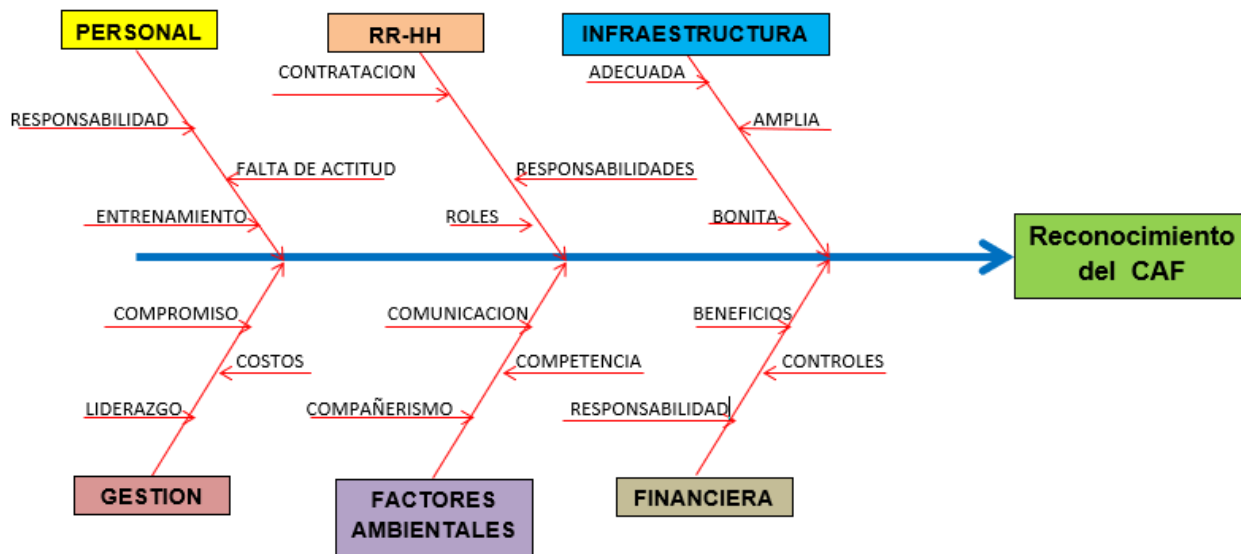 PERSONAL
RR-HH
INFRAESTRUCTURA
CONTRATACION
ADECUADA
RESPONSABILIDAD
AMPLIA
FALTA DE ACTITUD
RESPONSABILIDADES
ENTRENAMIENTO
ROLES
BONITA
Reconocimiento
del CAF
COMPROMISO
COMUNICACION
BENEFICIOS
COSTOS
COMPETENCIA
CONTROLES
LIDERAZGO
COMPAÑERISMO
RESPONSABILIDAD
GESTION
FACTORES
AMBIENTALES
FINANCIERA